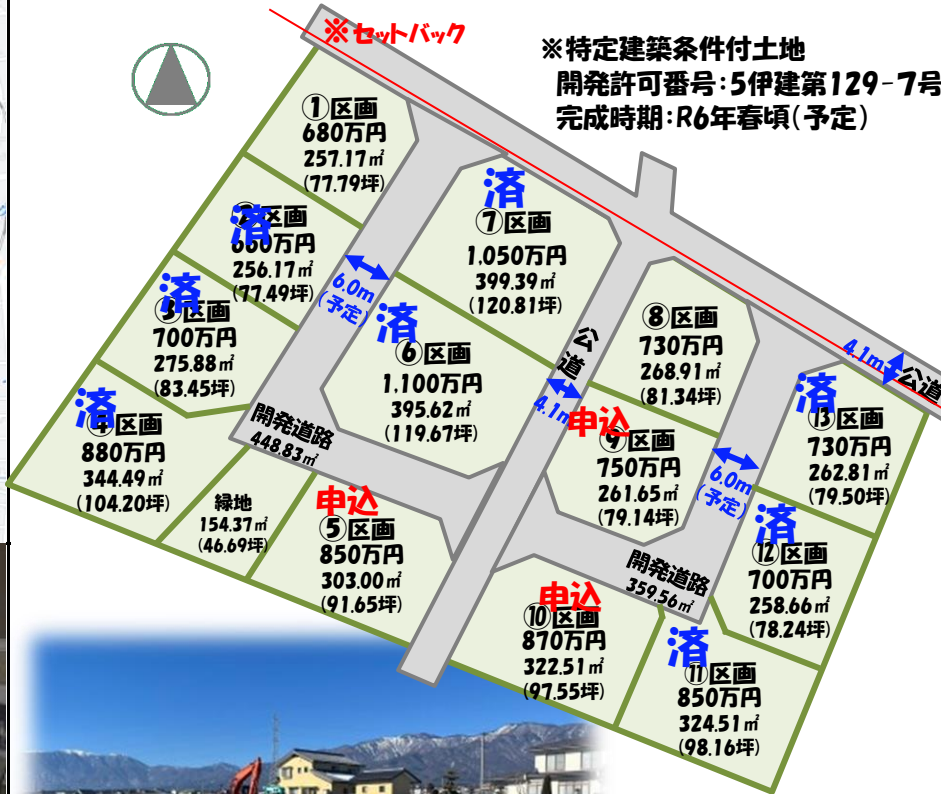 ※セットバック
※特定建築条件付土地
開発許可番号:5伊建第129-7号
完成時期:R6年春頃(予定)
①区画
680万円
257.17㎡
(77.79坪)
済
②区画
660万円
256.17㎡
(77.49坪)
済
③区画
700万円
275.88㎡
(83.45坪)
済
④区画
880万円
344.49㎡
(104.20坪)
緑地
154.37㎡
(46.69坪)
申込
⑤区画
850万円
303.00㎡
(91.65坪)
開発道路
448.83㎡
6.0m
(予定)
済
⑥区画
1.100万円
395.62㎡
(119.67坪)
済
⑦区画
1.050万円
399.39㎡
(120.81坪)
公道
4.1m
⑧区画
730万円
268.91㎡
(81.34坪)
申込
⑨区画
750万円
261.65㎡
(79.14坪)
6.0m
(予定)
開発道路
359.56㎡
申込
⑩区画
870万円
322.51㎡
(97.55坪)
済
⑪区画
850万円
324.51㎡
(98.16坪)
済
⑫区画
700万円
258.66㎡
(78.24坪)
済
⑬区画
730万円
262.81㎡
(79.50坪)
4.1m
公道